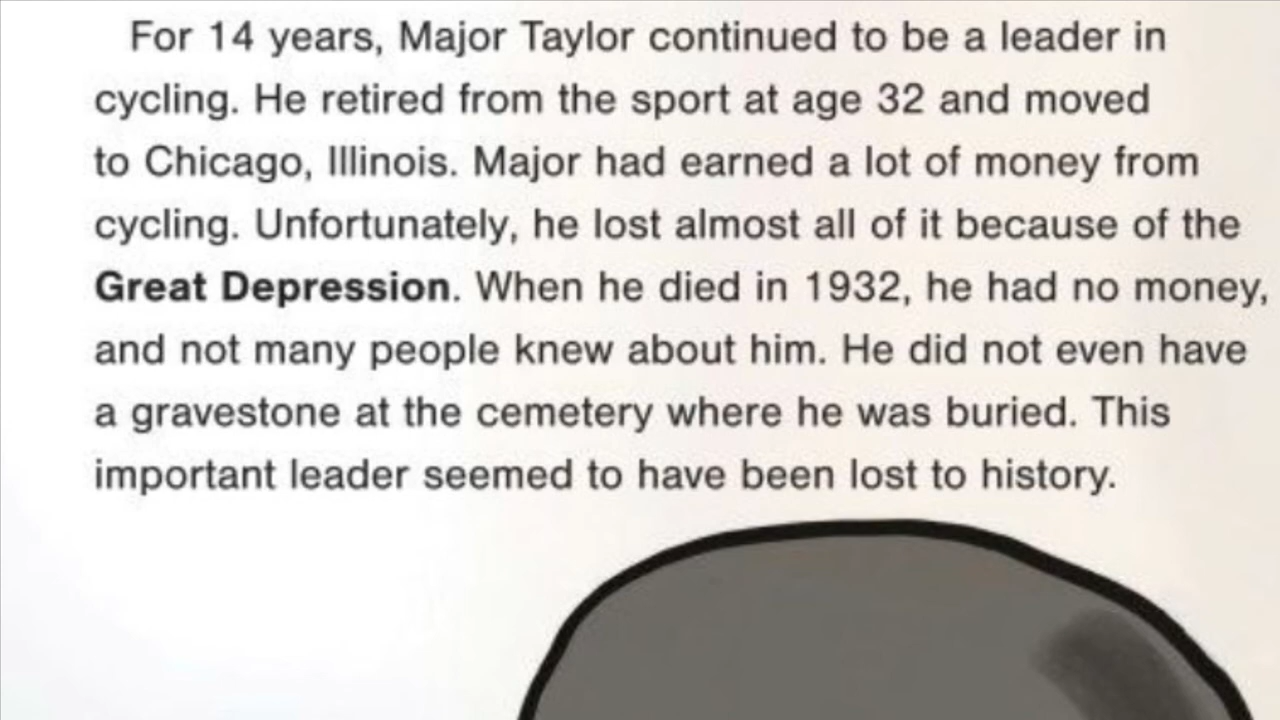 For 14 years, Major Taylor continued to be a leader in
cycling. He retired from the sport at age 32 and moved
to Chicago, Illinois. Major had earned a lot of money from
cycling. Unfortunately, he lost almost all of it because of the
Great Depression. When he died in 1932, he had no money,
and not many people knew about him. He did not even have
a gravestone at the cemetery where he was buried. This
important leader seemed to have been lost to history.